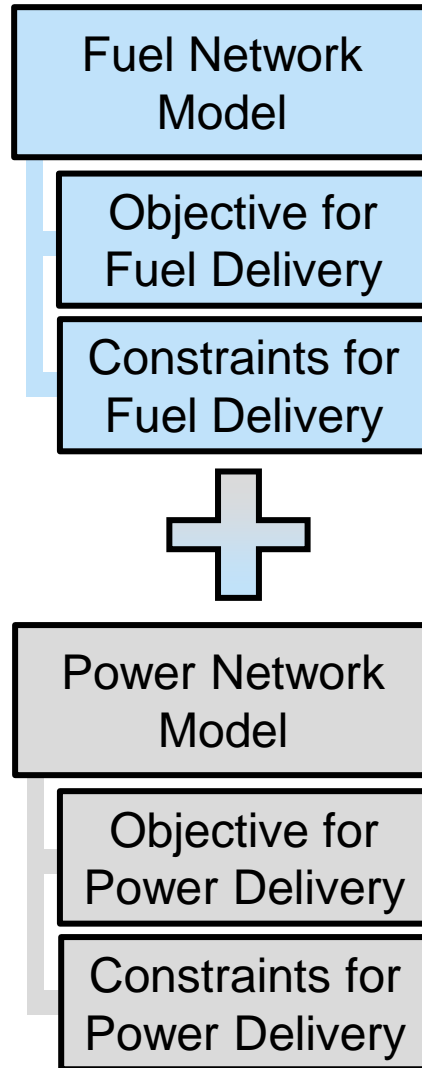 Fuel Network
Model
Objective for
Fuel Delivery
Constraints for
Fuel Delivery
Power Network
Model
Objective for
Power Delivery
Constraints for
Power Delivery